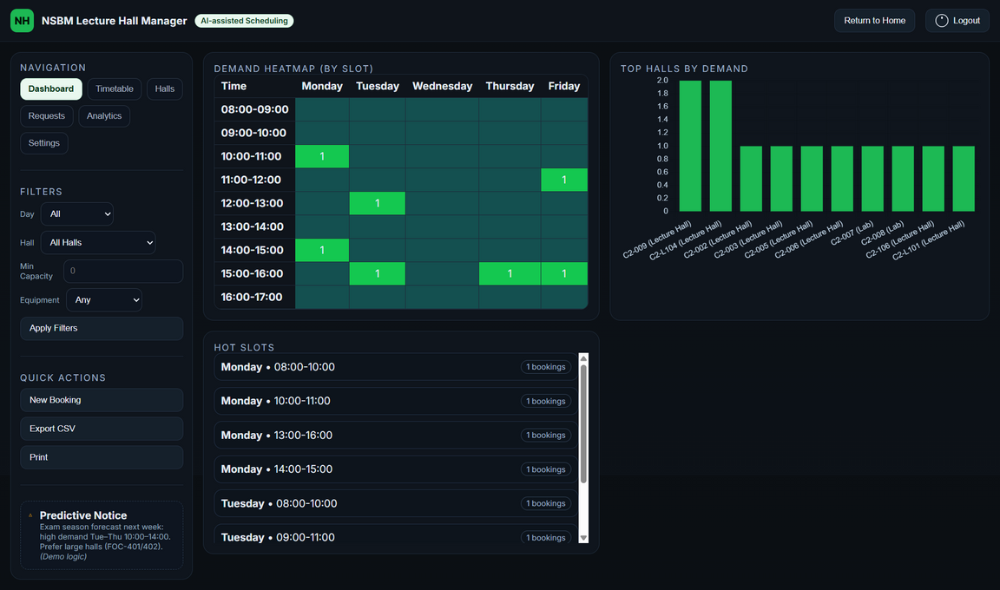 NH NSBM Lecture Hall Manager AI-assisted Scheduling Return to Home Logout
NAVIGATION
Dashboard Timetable Halls
Requests Analytics
Settings
FILTERS
Day All
Hall All Halls
Min
Capacity 0
Equipment Any
Apply Filters
QUICK ACTIONS
New Booking
Export CSV
Print
Predictive Notice
Exam season forecast next week:
high demand Tue–Thu 10:00–14:00.
Prefer large halls (FOC-401/402).
(Demo logic)
DEMAND HEATMAP (BY SLOT)
Time Monday Tuesday Wednesday Thursday Friday
08:00-09:00
09:00-10:00
10:00-11:00 1
11:00-12:00 1
12:00-13:00 1
13:00-14:00
14:00-15:00 1
15:00-16:00 1 1 1
16:00-17:00
HOT SLOTS
Monday • 08:00-10:00 1 bookings
Monday • 10:00-11:00 1 bookings
Monday • 13:00-16:00 1 bookings
Monday • 14:00-15:00 1 bookings
Tuesday • 08:00-10:00 1 bookings
Tuesday • 09:00-11:00 1 bookings
TOP HALLS BY DEMAND
2.0
1.8
1.6
1.4
1.2
1.0
0.8
0.6
0.4
0.2
0
C2-009 (Lecture Hall)
C2-L104 (Lecture Hall)
C2-002 (Lecture Hall)
C2-003 (Lecture Hall)
C2-005 (Lecture Hall)
C2-006 (Lecture Hall)
C2-007 (Lab)
C2-008 (Lab)
C2-106 (Lecture Hall)
C2-L101 (Lecture Hall)